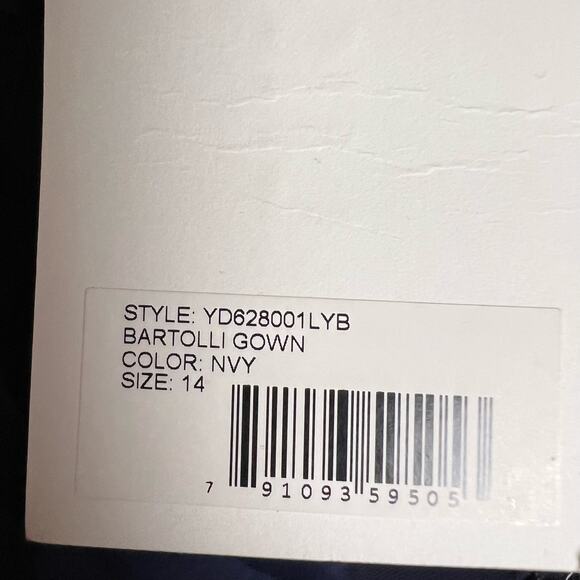 STYLE: YD628001LYB
BARTOLLI GOWN
COLOR: NVY
SIZE: 14
7 91093 59505